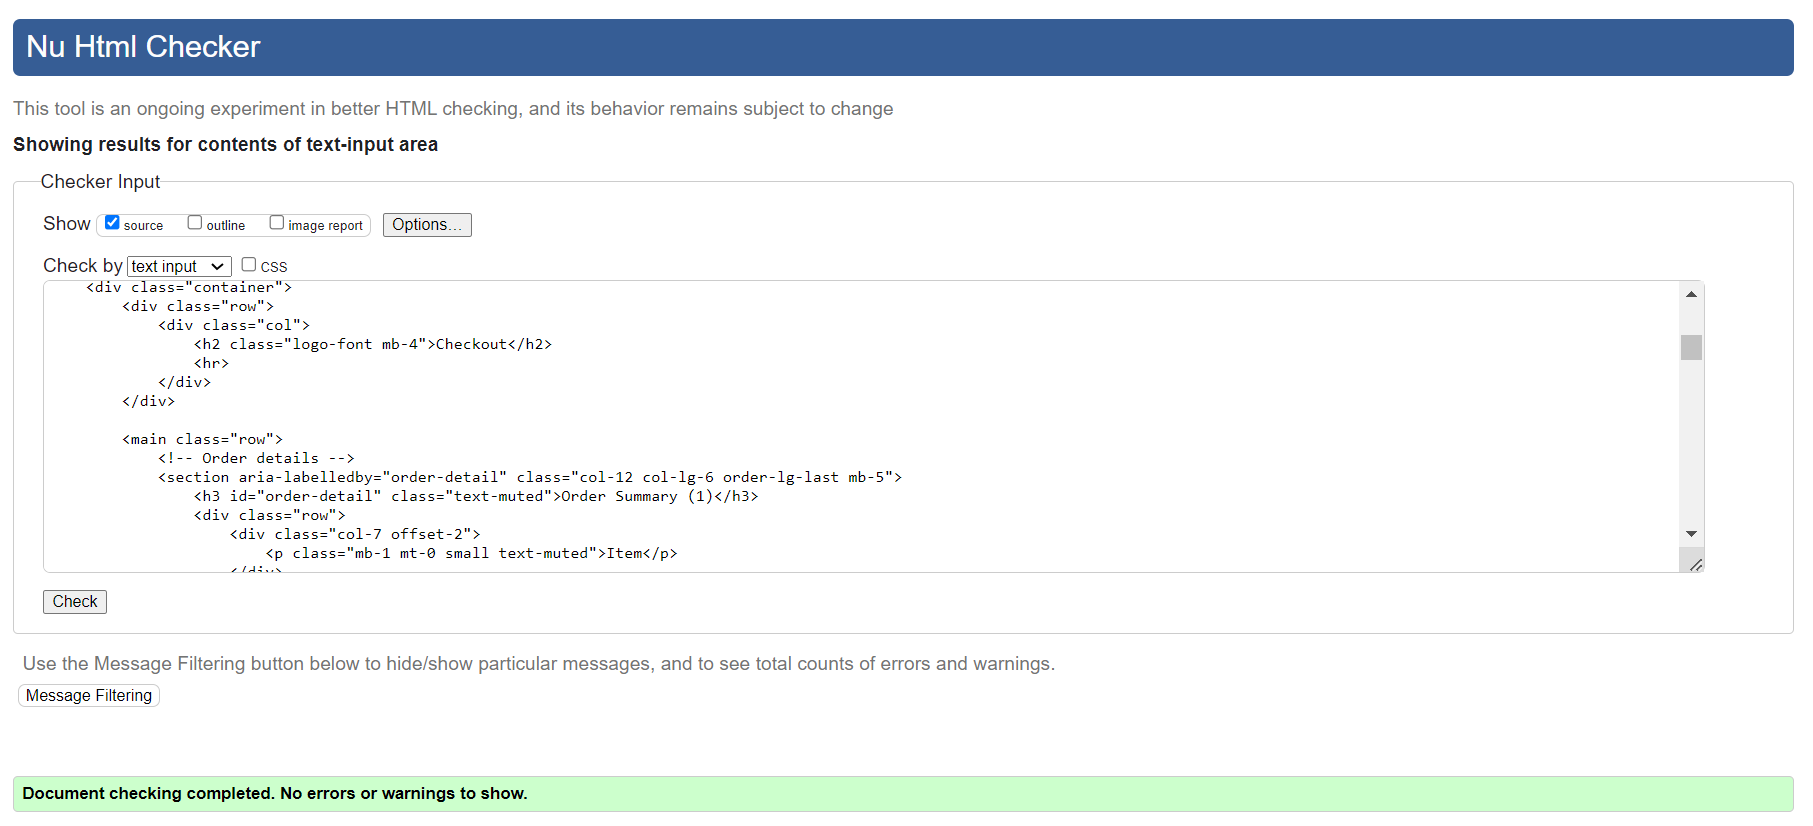 Nu Html Checker
This tool is an ongoing experiment in better HTML checking, and its behavior remains subject to change
Showing results for contents of text-input area
Checker Input
Show source outline image report Options...
Check by text input CSS
<div class="container">
<div class="row">
<div class="col">
<h2 class="logo-font mb-4">Checkout</h2>
<hr>
</div>
</div>
<main class="row">
<!-- Order details -->
<section aria-labelledby="order-detail" class="col-12 col-lg-6 order-lg-last mb-5">
<h3 id="order-detail" class="text-muted">Order Summary (1)</h3>
<div class="row">
<div class="col-7 offset-2">
<p class="mb-1 mt-0 small text-muted">Item</p>
</div>
Check
Use the Message Filtering button below to hide/show particular messages, and to see total counts of errors and warnings.
Message Filtering
Document checking completed. No errors or warnings to show.